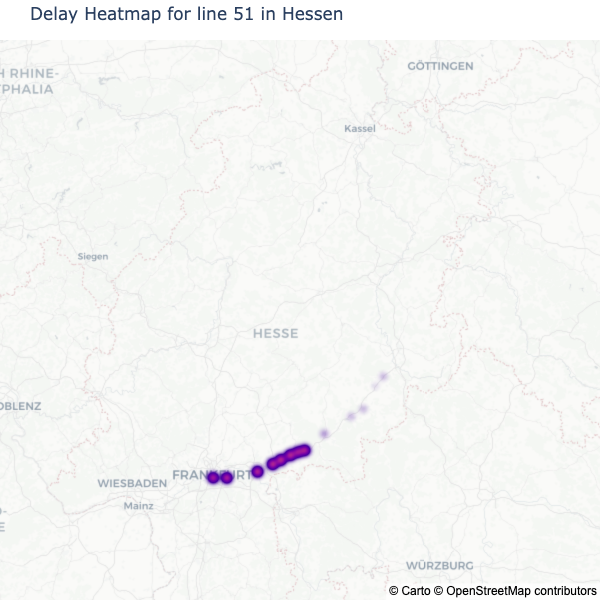 Delay Heatmap for line 51 in Hessen
GÖTTINGEN
H RHINE-
TPHALIA
Kassel
Siegen
HESSE
OBLENZ
FRANKFURT
WIESBADEN
Mainz
WÜRZBURG
© Carto © OpenStreetMap contributors